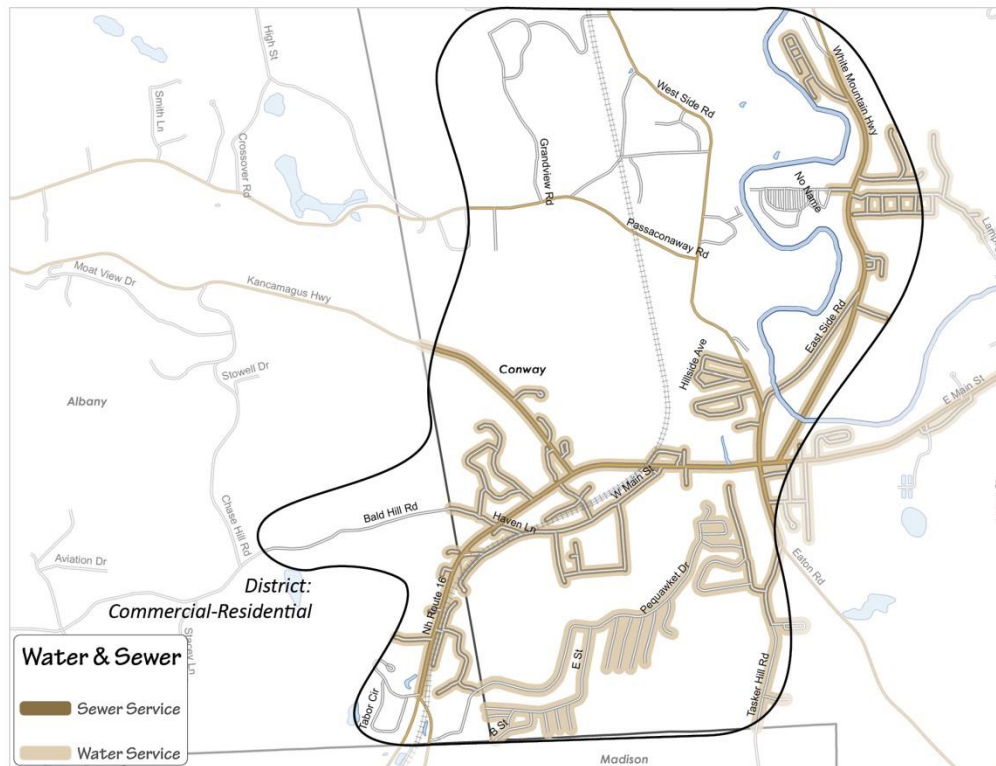 High St
Smith Ln
Crossover Rd
West Side Rd
White Mountain Hwy
Grandview Rd
No Name
Passaconaway Rd
Moat View Dr
Kancamagus Hwy
East Side Rd
Hillside Ave
Conway
Stowell Dr
E Main St
Albany
W Main St
Bald Hill Rd
Haven Ln
Chase Hill Rd
Aviation Dr
Eaton Rd
Pequawket Dr
District:
Commercial-Residential
Nh Route 16
Stacey Ln
E St
Tasker Hill Rd
Tabor Cir
B St
Madison
Water & Sewer
Sewer Service
Water Service